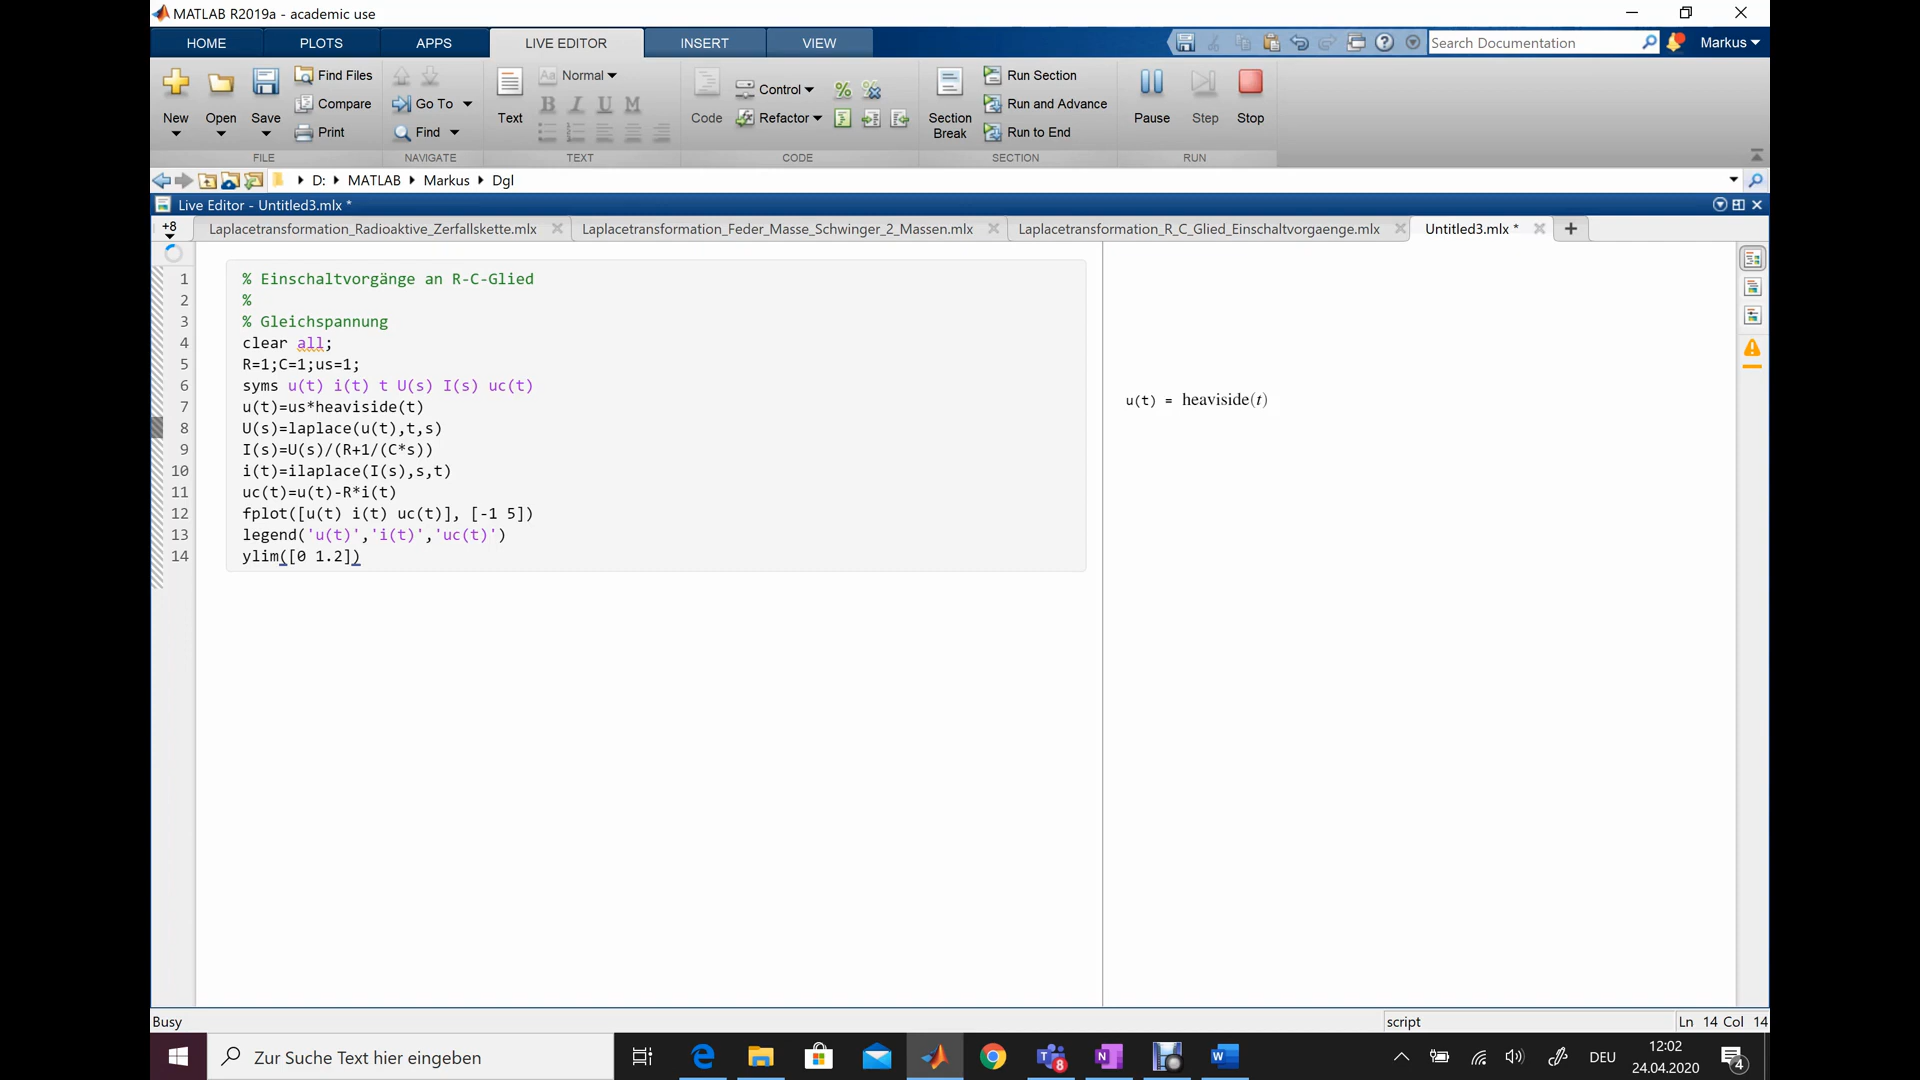 MATLAB R2019a - academic use
HOME PLOTS APPS LIVE EDITOR INSERT VIEW Search Documentation Markus
New Open Save Find Files Compare Print Go To Find Text Aa Normal B I U M Code Control Refactor Section Break Run Section Run and Advance Run to End Pause Step Stop
FILE NAVIGATE TEXT CODE SECTION RUN
D: MATLAB Markus Dgl
Live Editor - Untitled3.mlx *
+8 Laplacetransformation_Radioaktive_Zerfallskette.mlx Laplacetransformation_Feder_Masse_Schwinger_2_Massen.mlx Laplacetransformation_R_C_Glied_Einschaltvorgaenge.mlx Untitled3.mlx *
1 % Einschaltvorgänge an R-C-Glied
2 %
3 % Gleichspannung
4 clear all;
5 R=1;C=1;us=1;
6 syms u(t) i(t) t U(s) I(s) uc(t)
7 u(t)=us*heaviside(t)
8 U(s)=laplace(u(t),t,s)
9 I(s)=U(s)/(R+1/(C*s))
10 i(t)=ilaplace(I(s),s,t)
11 uc(t)=u(t)-R*i(t)
12 fplot([u(t) i(t) uc(t)], [-1 5])
13 legend('u(t)','i(t)','uc(t)')
14 ylim([0 1.2])
u(t) = heaviside(t)
Busy script Ln 14 Col 14
Zur Suche Text hier eingeben 8 DEU 12:02 4
24.04.2020